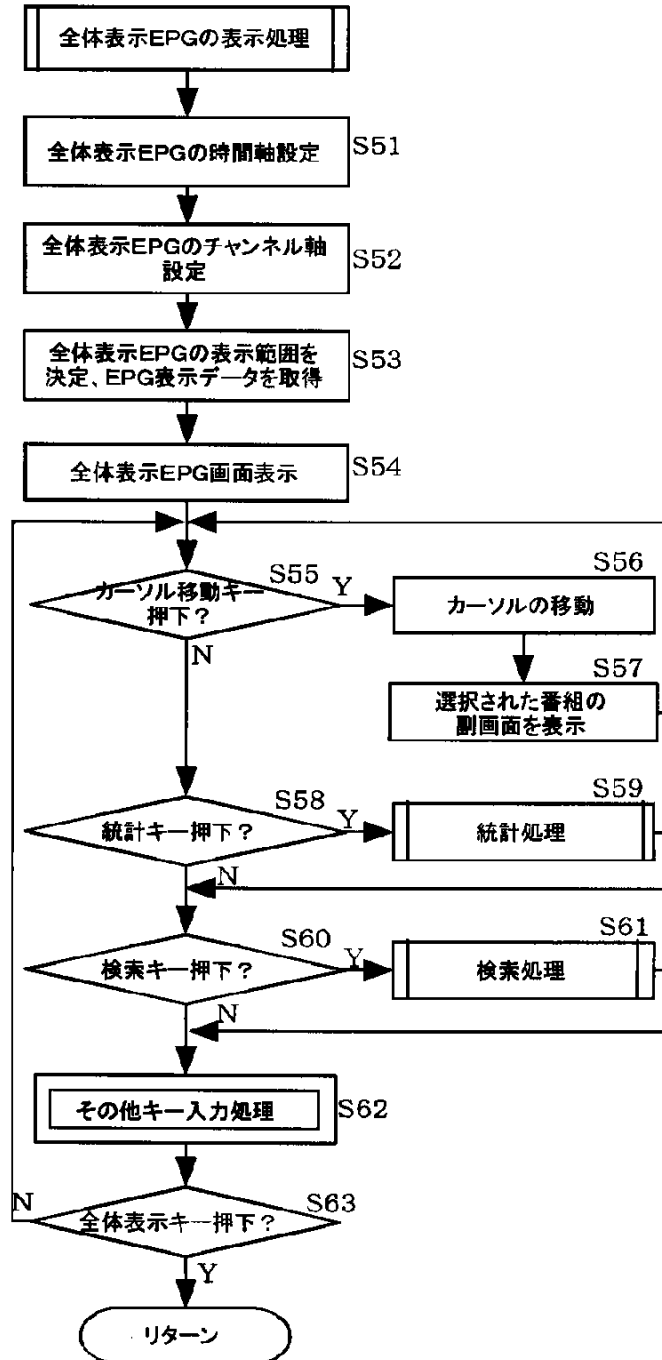 全体表示EPGの表示処理
全体表示EPGの時間軸設定
S51
全体表示EPGのチャンネル軸
設定
S52
全体表示EPGの表示範囲を
決定、EPG表示データを取得
S53
全体表示EPG画面表示
S54
カーソル移動キー
押下?
S55
Y
N
カーソルの移動
S56
選択された番組の
副画面を表示
S57
統計キー押下?
S58
Y
N
統計処理
S59
検索キー押下?
S60
Y
N
検索処理
S61
その他キー入力処理
S62
全体表示キー押下?
S63
N
Y
リターン